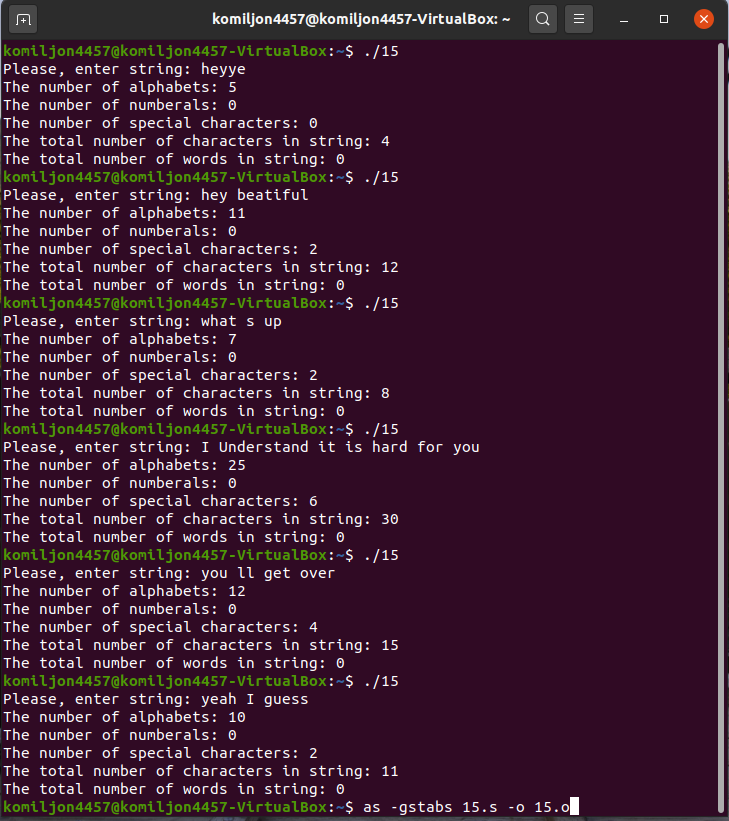 komiljon4457@komiljon4457-VirtualBox: ~
komiljon4457@komiljon4457-VirtualBox:~$ ./15
Please, enter string: heyye
The number of alphabets: 5
The number of numberals: 0
The number of special characters: 0
The total number of characters in string: 4
The total number of words in string: 0
komiljon4457@komiljon4457-VirtualBox:~$ ./15
Please, enter string: hey beatiful
The number of alphabets: 11
The number of numberals: 0
The number of special characters: 2
The total number of characters in string: 12
The total number of words in string: 0
komiljon4457@komiljon4457-VirtualBox:~$ ./15
Please, enter string: what s up
The number of alphabets: 7
The number of numberals: 0
The number of special characters: 2
The total number of characters in string: 8
The total number of words in string: 0
komiljon4457@komiljon4457-VirtualBox:~$ ./15
Please, enter string: I Understand it is hard for you
The number of alphabets: 25
The number of numberals: 0
The number of special characters: 6
The total number of characters in string: 30
The total number of words in string: 0
komiljon4457@komiljon4457-VirtualBox:~$ ./15
Please, enter string: you ll get over
The number of alphabets: 12
The number of numberals: 0
The number of special characters: 4
The total number of characters in string: 15
The total number of words in string: 0
komiljon4457@komiljon4457-VirtualBox:~$ ./15
Please, enter string: yeah I guess
The number of alphabets: 10
The number of numberals: 0
The number of special characters: 2
The total number of characters in string: 11
The total number of words in string: 0
komiljon4457@komiljon4457-VirtualBox:~$ as -gstabs 15.s -o 15.o